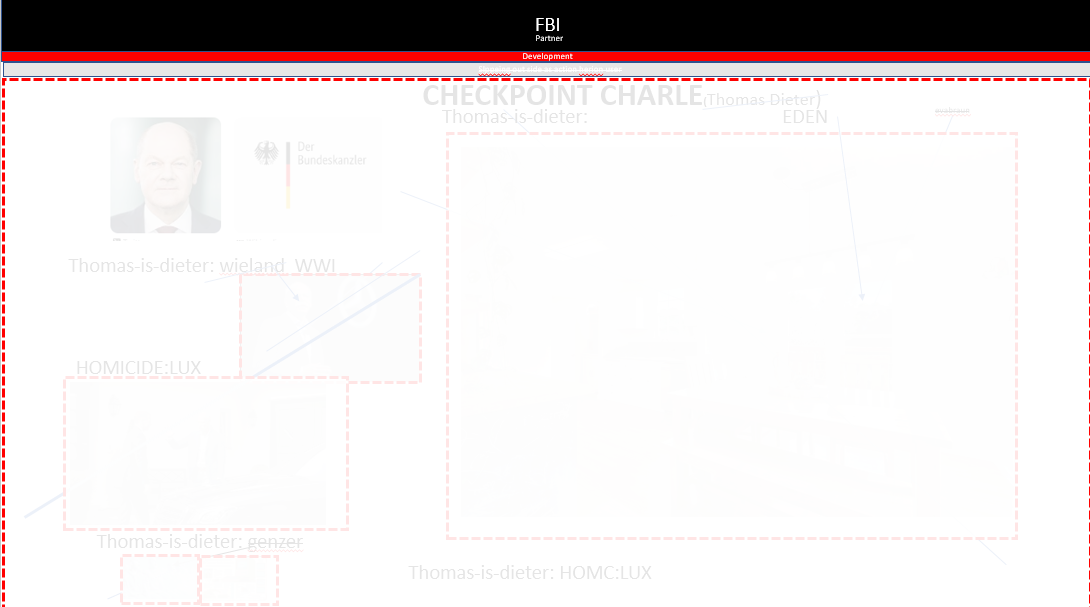 FBI
Partner
Development
CHECKPOINT CHARLE(Thomas Dieter)
Thomas-is-dieter:
EDEN
Der
Bundeskanzler
Thomas-is-dieter: wieland WWI
HOMICIDE:LUX
Thomas-is-dieter: genzer
Thomas-is-dieter: HOMC:LUX